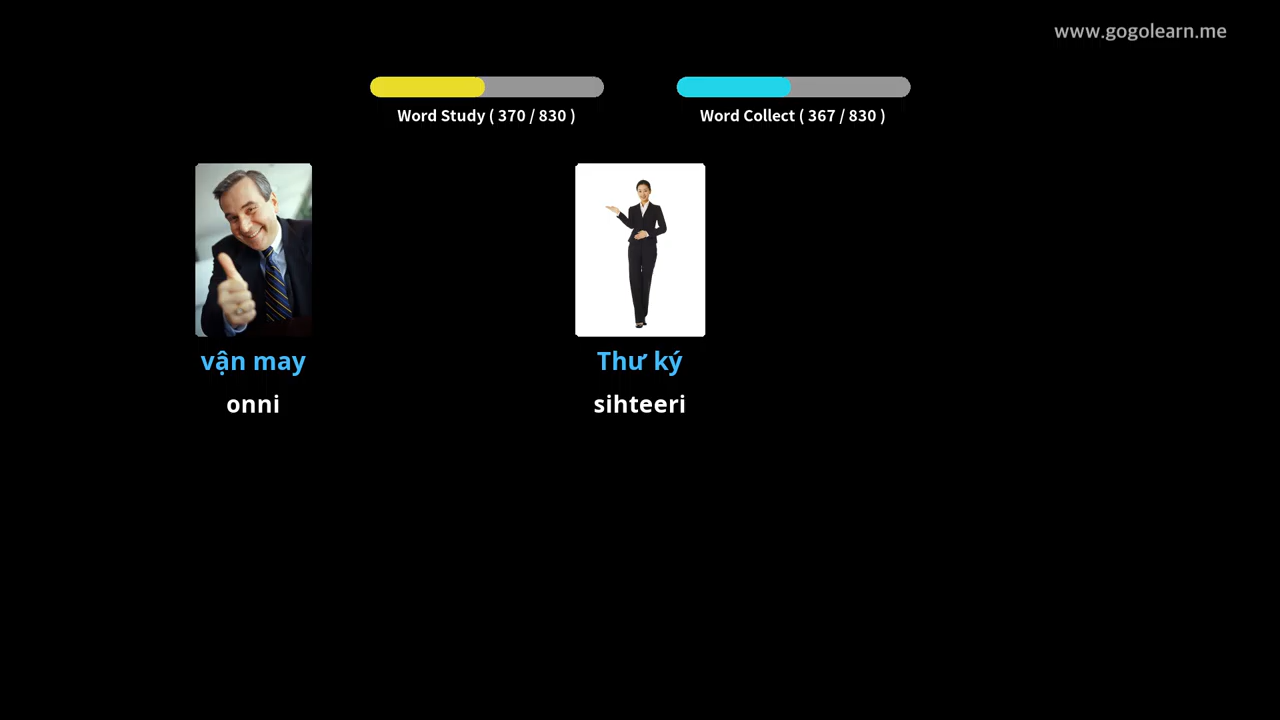 www.gogolearn.me
Word Study ( 370 / 830 )
Word Collect ( 367 / 830 )
vận may
onni
Thư ký
sihteeri